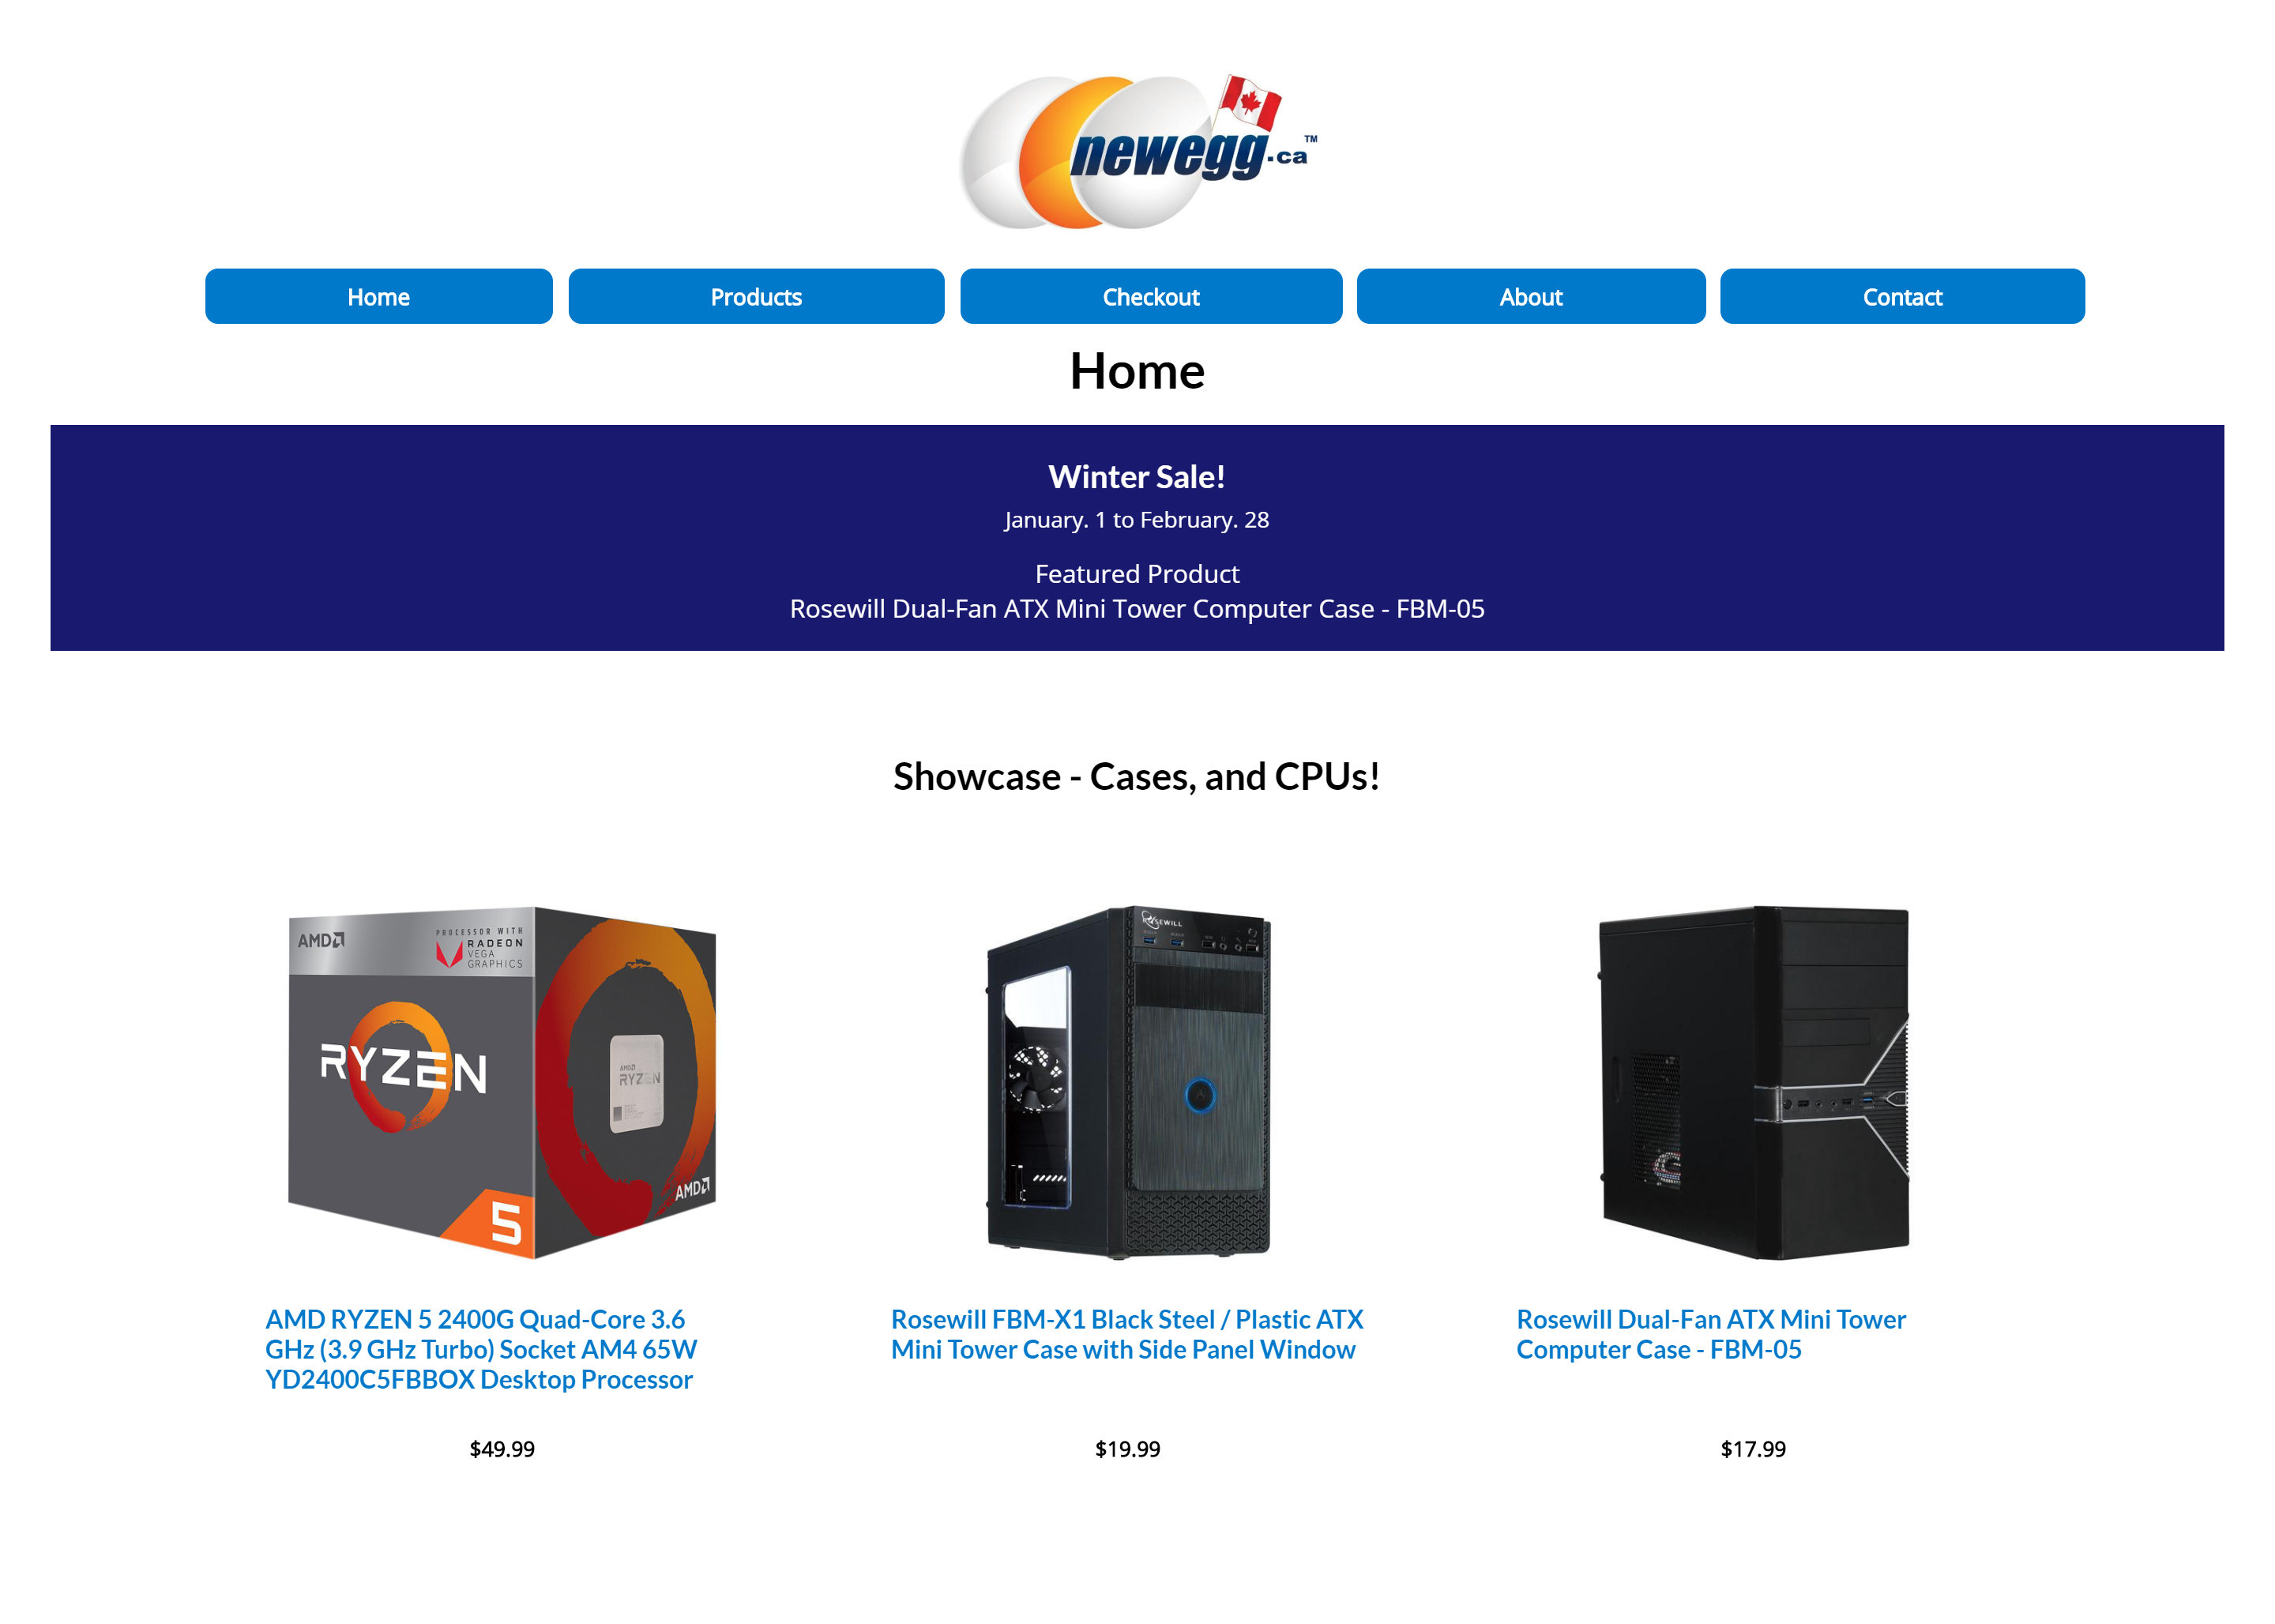 newegg.ca™
Home
Products
Checkout
About
Contact
Home
Winter Sale!
January. 1 to February. 28
Featured Product
Rosewill Dual-Fan ATX Mini Tower Computer Case - FBM-05
Showcase - Cases, and CPUs!
AMD
PROCESSOR WITH
RADEON
VEGA
GRAPHICS
RYZEN
5
AMD
RYZEN
AMD
ROSEWILL
AMD RYZEN 5 2400G Quad-Core 3.6
GHz (3.9 GHz Turbo) Socket AM4 65W
YD2400C5FBBOX Desktop Processor
$49.99
Rosewill FBM-X1 Black Steel / Plastic ATX
Mini Tower Case with Side Panel Window
$19.99
Rosewill Dual-Fan ATX Mini Tower
Computer Case - FBM-05
$17.99